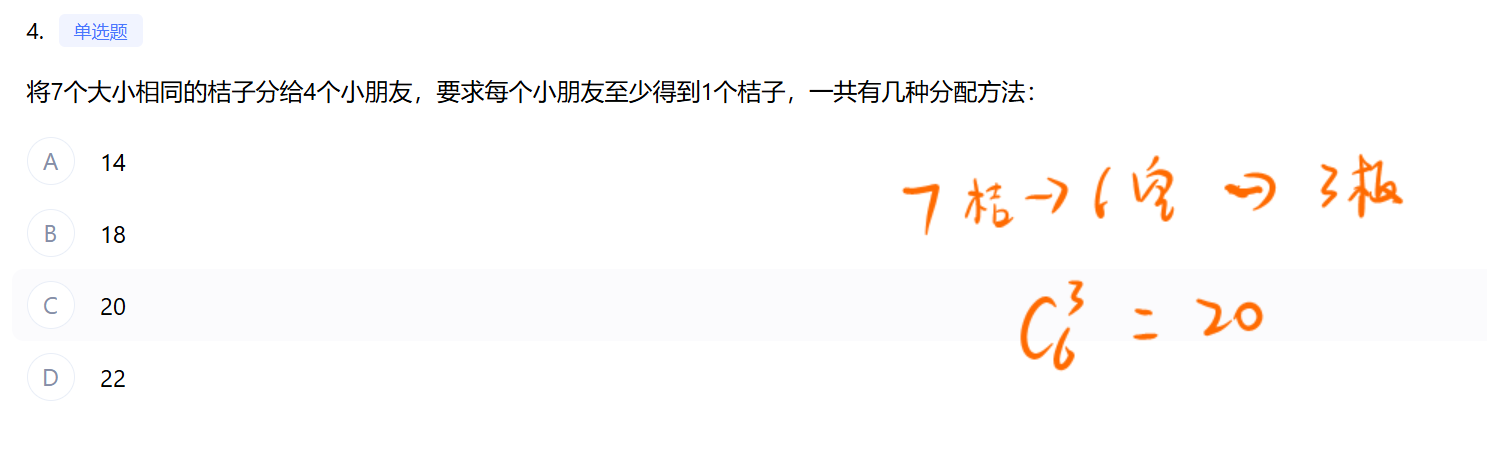 4. 单选题
将7个大小相同的桔子分给4个小朋友，要求每个小朋友至少得到1个桔子，一共有几种分配方法：
A 14
B 18
C 20
D 22
7桔→6空→3板
C₆³ = 20